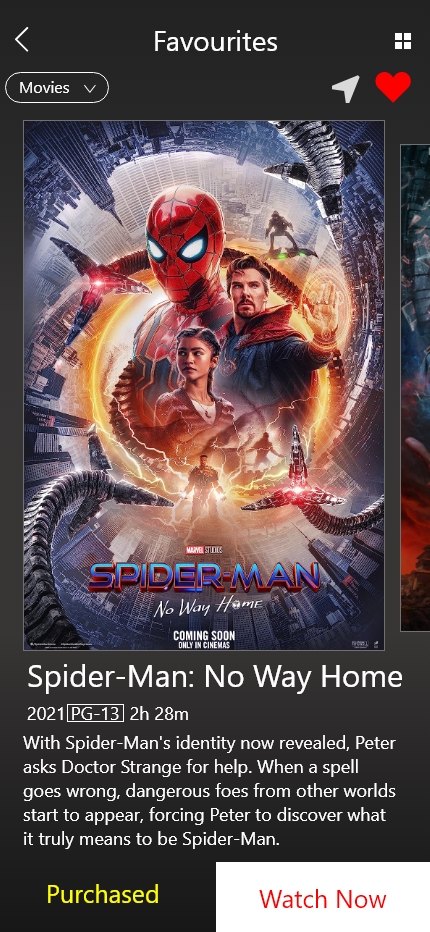 Favourites
Movies
MARVEL STUDIOS
SPIDER-MAN
No Way Home
COMING SOON
ONLY IN CINEMAS
Spider-Man: No Way Home
2021 PG-13 2h 28m
With Spider-Man's identity now revealed, Peter
asks Doctor Strange for help. When a spell
goes wrong, dangerous foes from other worlds
start to appear, forcing Peter to discover what
it truly means to be Spider-Man.
Purchased
Watch Now